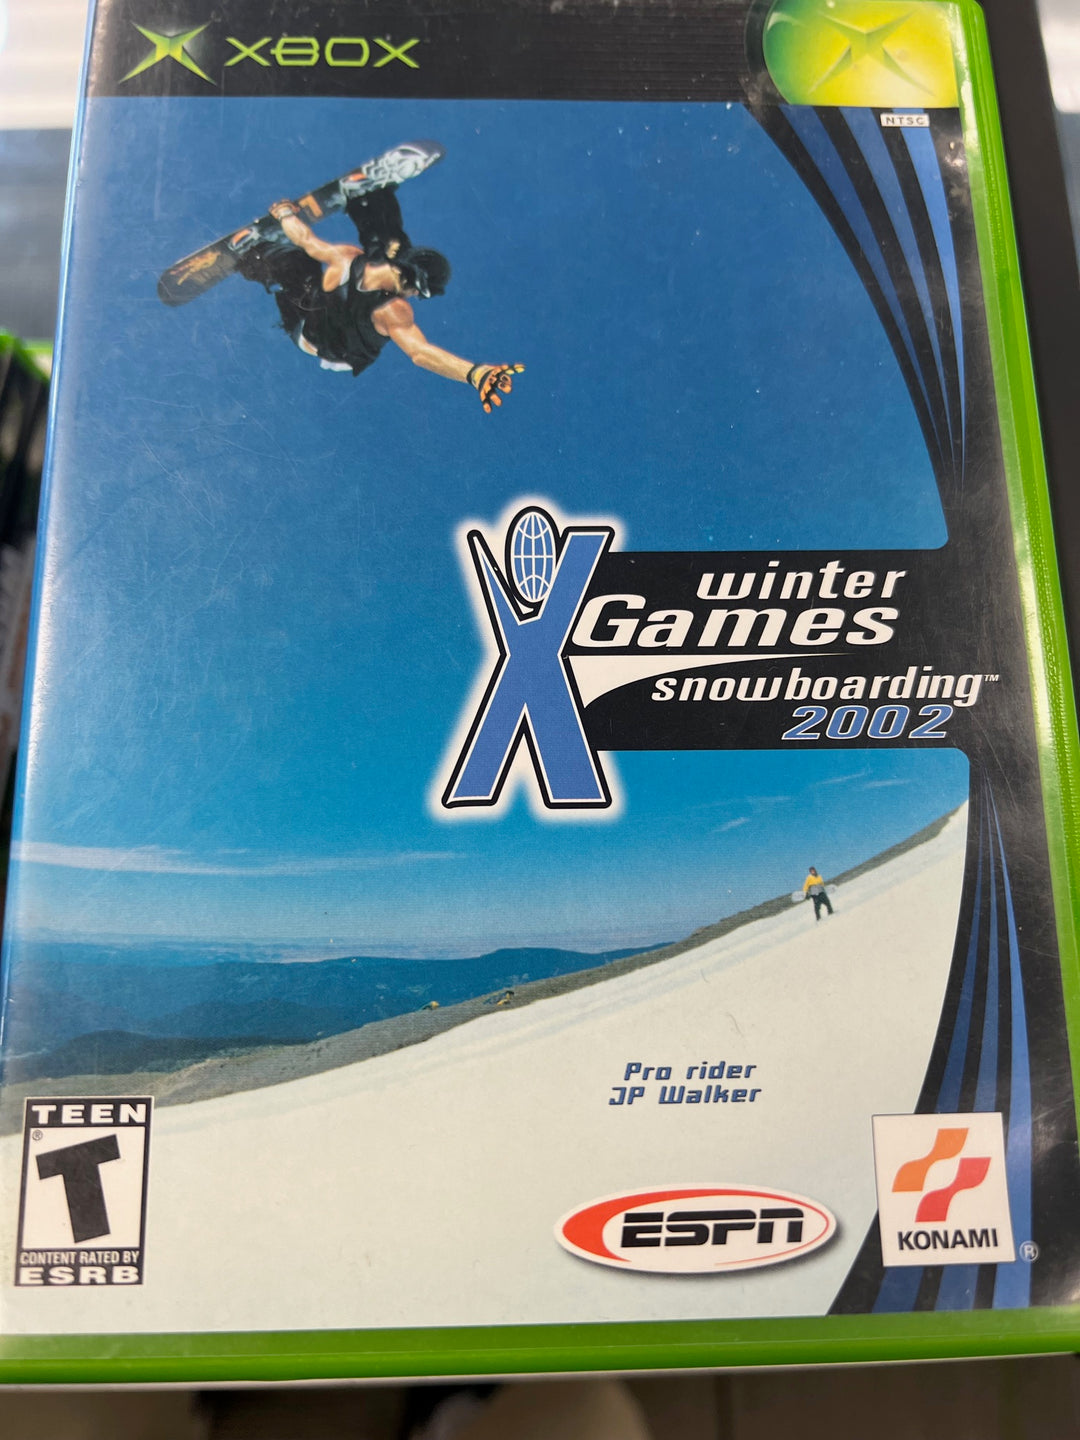 XBOX
NTSC
winter
X Games
snowboarding™
2002
Pro rider
JP Walker
TEEN
T
®
CONTENT RATED BY
ESRB
ESPN
KONAMI
®